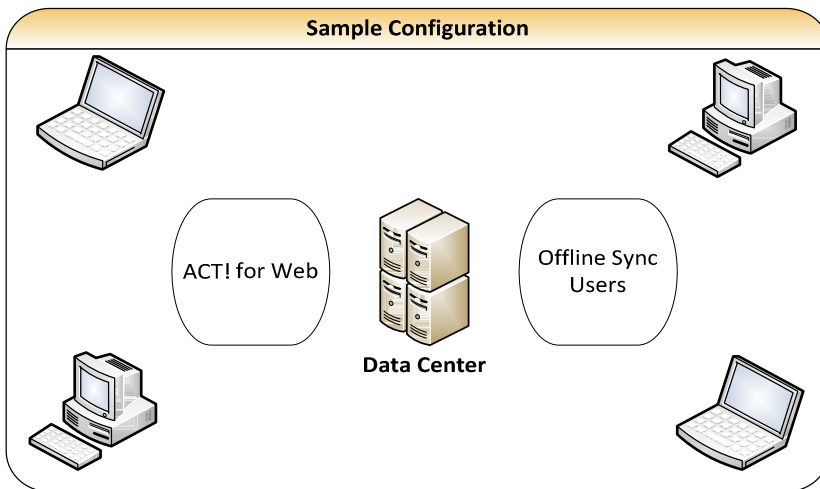 Sample Configuration
ACT! for Web
Offline Sync
Users
Data Center